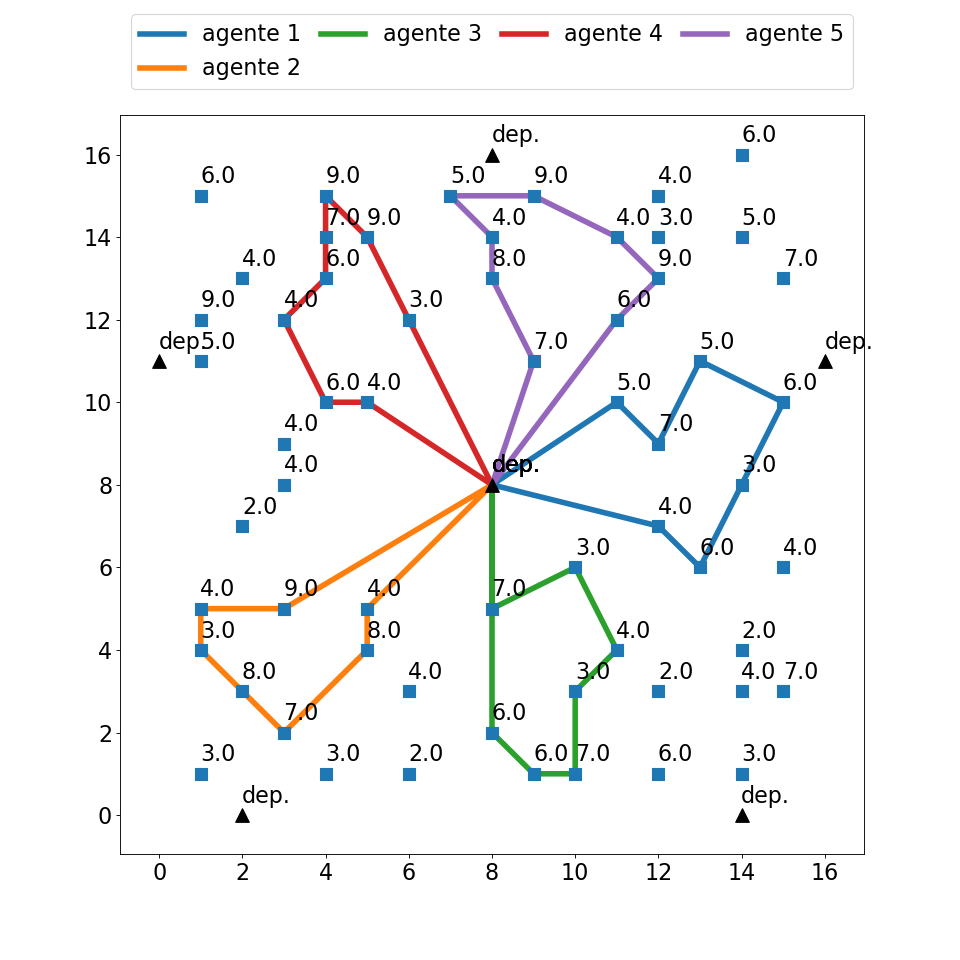 agente 1 agente 3 agente 4 agente 5
agente 2
dep. 6.0
16
6.0 9.0 5.0 9.0 4.0
7.0 9.0 4.0 4.0 3.0 5.0
14
4.0 6.0 8.0 9.0 7.0
9.0 4.0 3.0 6.0
12
dep. 5.0 7.0 5.0 dep.
6.0 4.0 5.0 6.0
10
4.0 7.0
4.0 dep. 3.0
8
2.0 4.0
3.0 6.0 4.0
6
4.0 9.0 4.0 7.0
3.0 8.0 4.0 2.0
4
8.0 4.0 3.0 2.0 4.0 7.0
7.0 6.0
2
3.0 3.0 2.0 6.0 7.0 6.0 3.0
dep. dep.
0
0 2 4 6 8 10 12 14 16